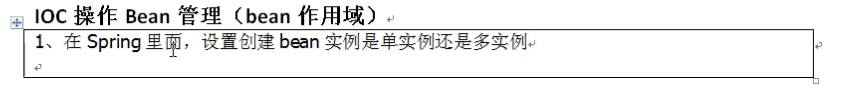 IOC 操作 Bean 管理（bean 作用域）
1、在 Spring 里面，设置创建 bean 实例是单实例还是多实例